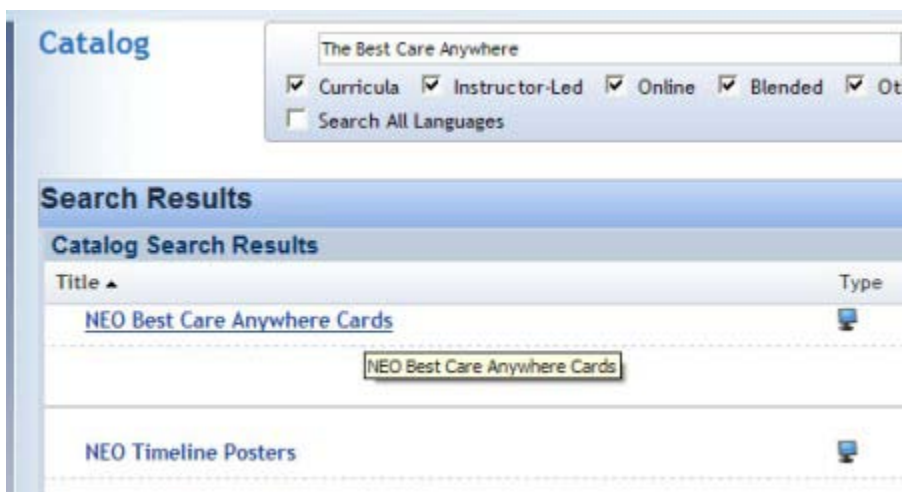 Catalog
The Best Care Anywhere
Curricula Instructor-Led Online Blended Ot
Search All Languages
Search Results
Catalog Search Results
Title Type
NEO Best Care Anywhere Cards
NEO Best Care Anywhere Cards
NEO Timeline Posters